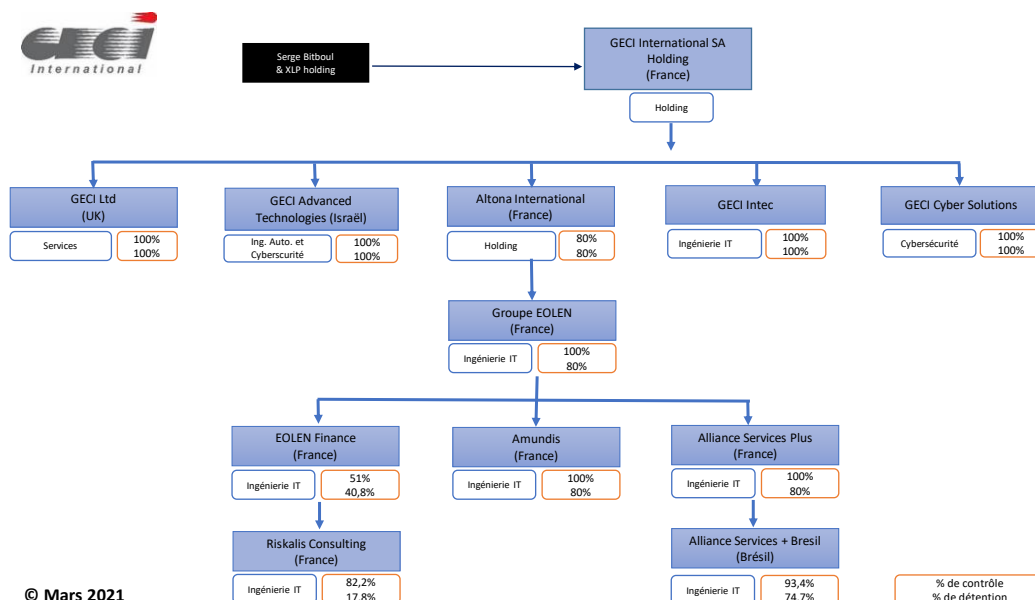 GECI
International
Serge Bitboul
& XLP holding
GECI International SA
Holding
(France)
Holding
GECI Ltd
(UK)
Services
100%
100%
GECI Advanced
Technologies (Israël)
Ing. Auto. et
Cyberscurité
100%
100%
Altona International
(France)
Holding
80%
80%
GECI Intec
Ingénierie IT
100%
100%
GECI Cyber Solutions
Cybersécurité
100%
100%
Groupe EOLEN
(France)
Ingénierie IT
100%
80%
EOLEN Finance
(France)
Ingénierie IT
51%
40,8%
Amundis
(France)
Ingénierie IT
100%
80%
Alliance Services Plus
(France)
Ingénierie IT
100%
80%
Riskalis Consulting
(France)
Ingénierie IT
82,2%
17,8%
Alliance Services + Bresil
(Brésil)
Ingénierie IT
93,4%
74,7%
% de contrôle
% de détention
© Mars 2021